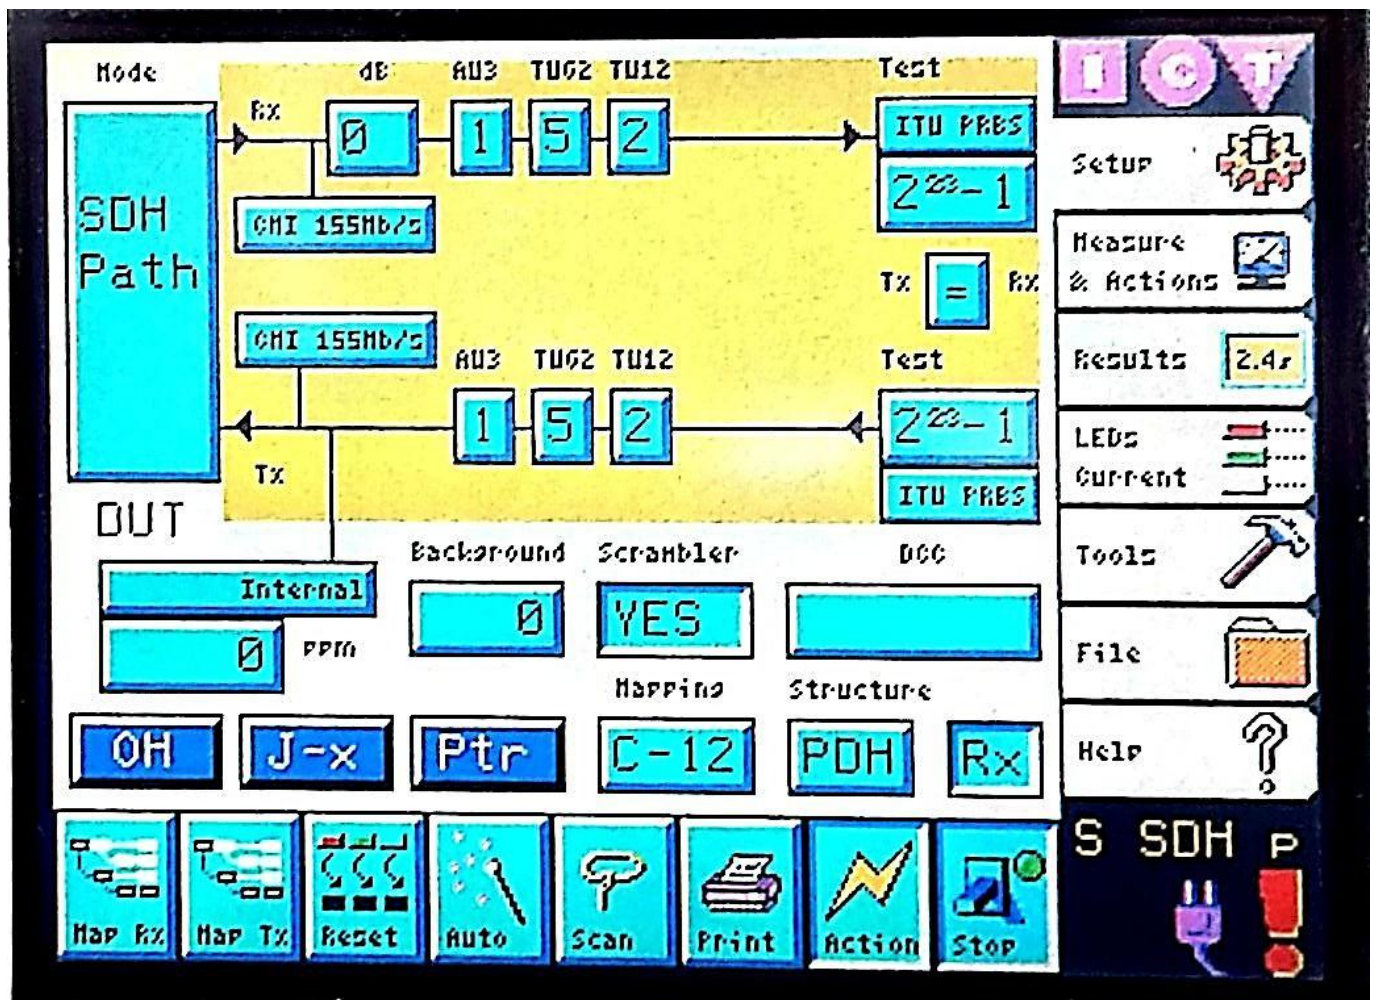 Mode
dB AU3 TUG2 TU12 Test
ICT
Rx
0 1 5 2
ITU PRBS
2²³-1
Setup
SDH
Path
CMI 155Mb/s
Tx = Rx
Measure
& Actions
CMI 155Mb/s
AU3 TUG2 TU12 Test
Results 2.4s
1 5 2
2²³-1
ITU PRBS
Tx
LEDs
Current
OUT
Background Scrambler DCC
Tools
Internal
0 YES
0 ppm
File
Mapping Structure
OH J-x Ptr C-12 PDH Rx
Help
S SDH P
Map Rx Map Tx Reset Auto Scan Print Action Stop